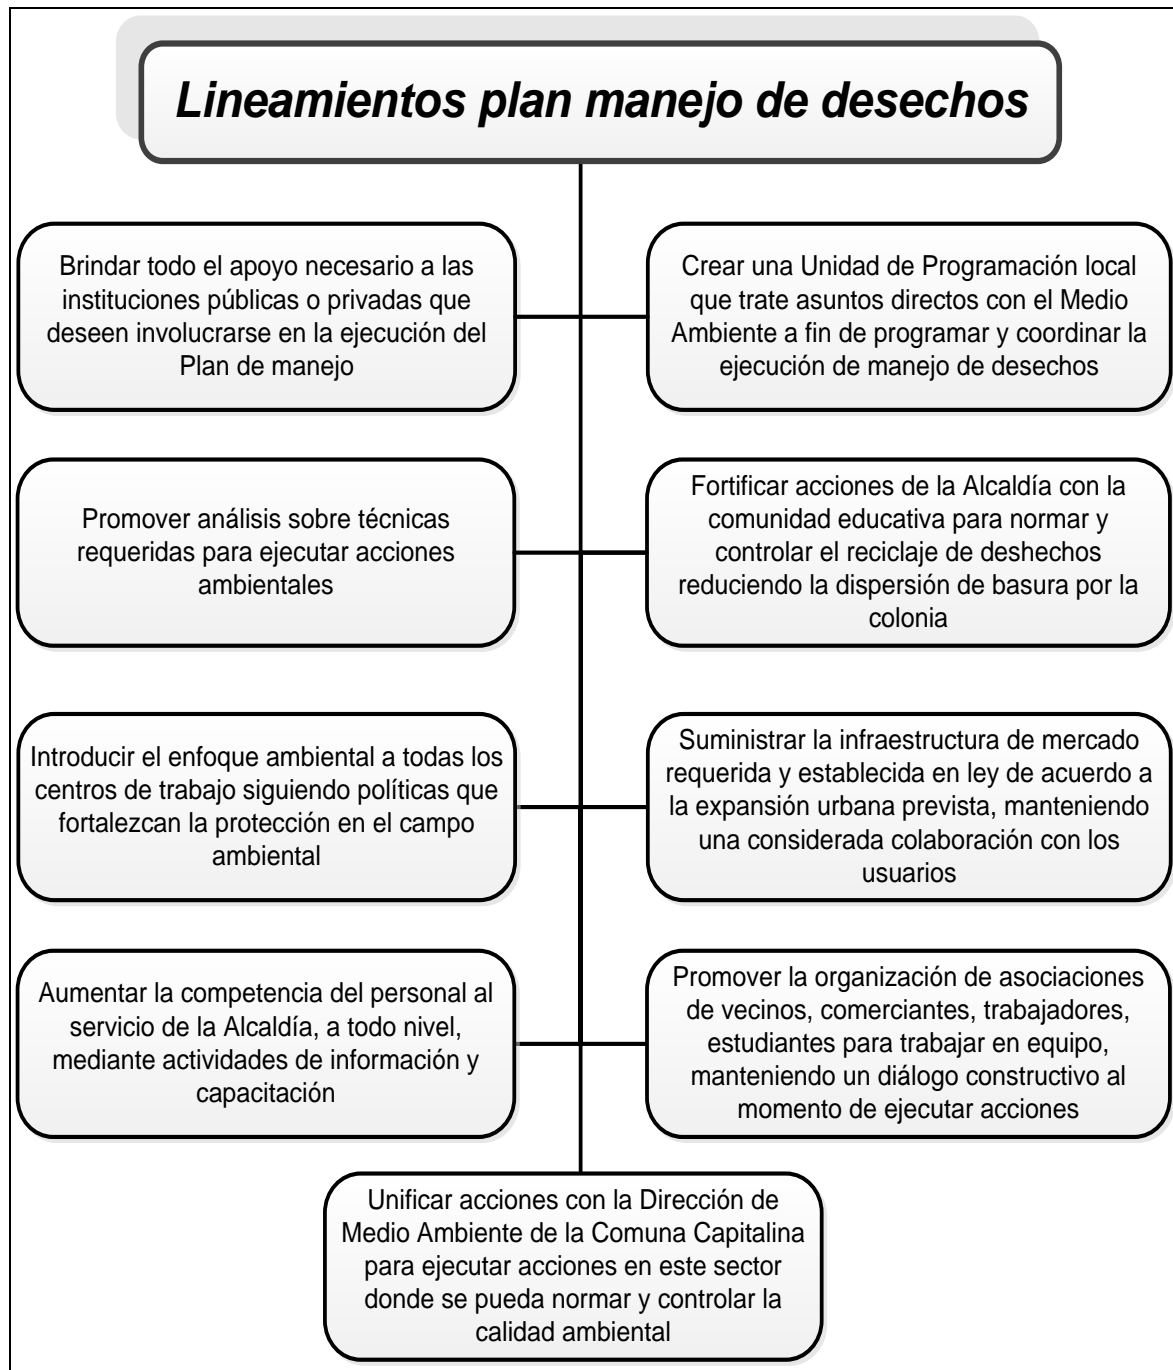 Lineamientos plan manejo de desechos
Brindar todo el apoyo necesario a las
instituciones públicas o privadas que
deseen involucrarse en la ejecución del
Plan de manejo
Crear una Unidad de Programación local
que trate asuntos directos con el Medio
Ambiente a fin de programar y coordinar la
ejecución de manejo de desechos
Promover análisis sobre técnicas
requeridas para ejecutar acciones
ambientales
Fortificar acciones de la Alcaldía con la
comunidad educativa para normar y
controlar el reciclaje de deshechos
reduciendo la dispersión de basura por la
colonia
Introducir el enfoque ambiental a todas los
centros de trabajo siguiendo políticas que
fortalezcan la protección en el campo
ambiental
Suministrar la infraestructura de mercado
requerida y establecida en ley de acuerdo a
la expansión urbana prevista, manteniendo
una considerada colaboración con los
usuarios
Aumentar la competencia del personal al
servicio de la Alcaldía, a todo nivel,
mediante actividades de información y
capacitación
Promover la organización de asociaciones
de vecinos, comerciantes, trabajadores,
estudiantes para trabajar en equipo,
manteniendo un diálogo constructivo al
momento de ejecutar acciones
Unificar acciones con la Dirección de
Medio Ambiente de la Comuna Capitalina
para ejecutar acciones en este sector
donde se pueda normar y controlar la
calidad ambiental